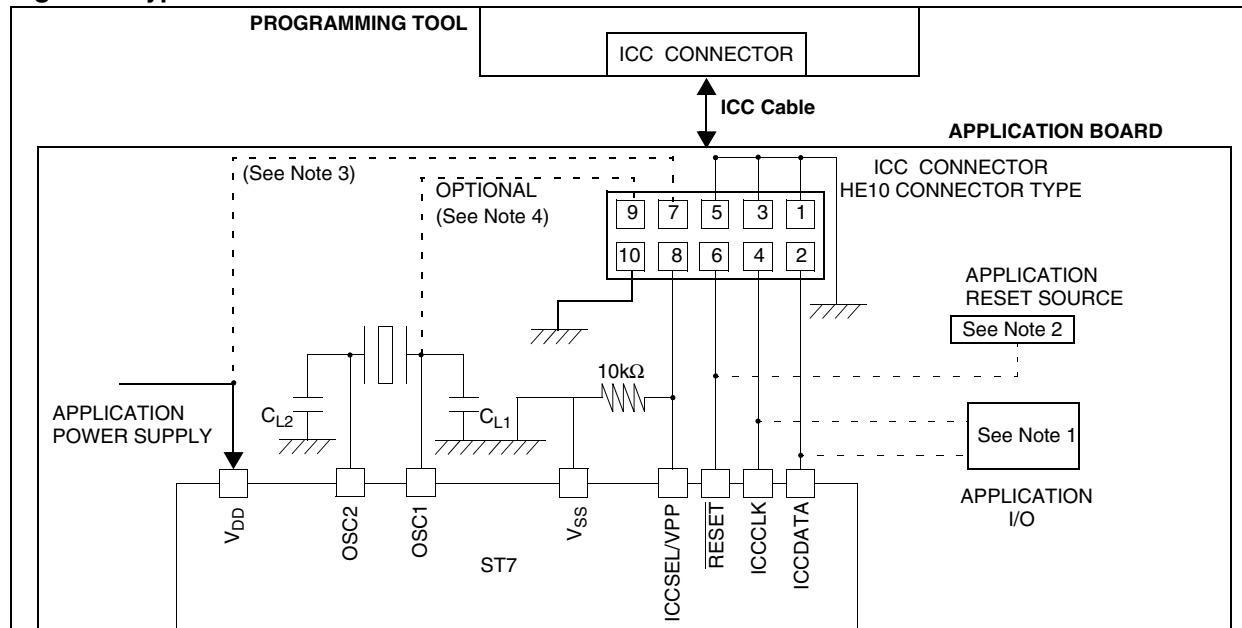 PROGRAMMING TOOL
ICC CONNECTOR
ICC Cable
APPLICATION BOARD
(See Note 3)
OPTIONAL
(See Note 4)
ICC CONNECTOR
HE10 CONNECTOR TYPE
9 7 5 3 1
10 8 6 4 2
APPLICATION
RESET SOURCE
See Note 2
10kΩ
APPLICATION
POWER SUPPLY
CL2
CL1
See Note 1
APPLICATION
I/O
VDD
OSC2
OSC1
VSS
ICCSEL/VPP
RESET
ICCCLK
ICCDATA
ST7